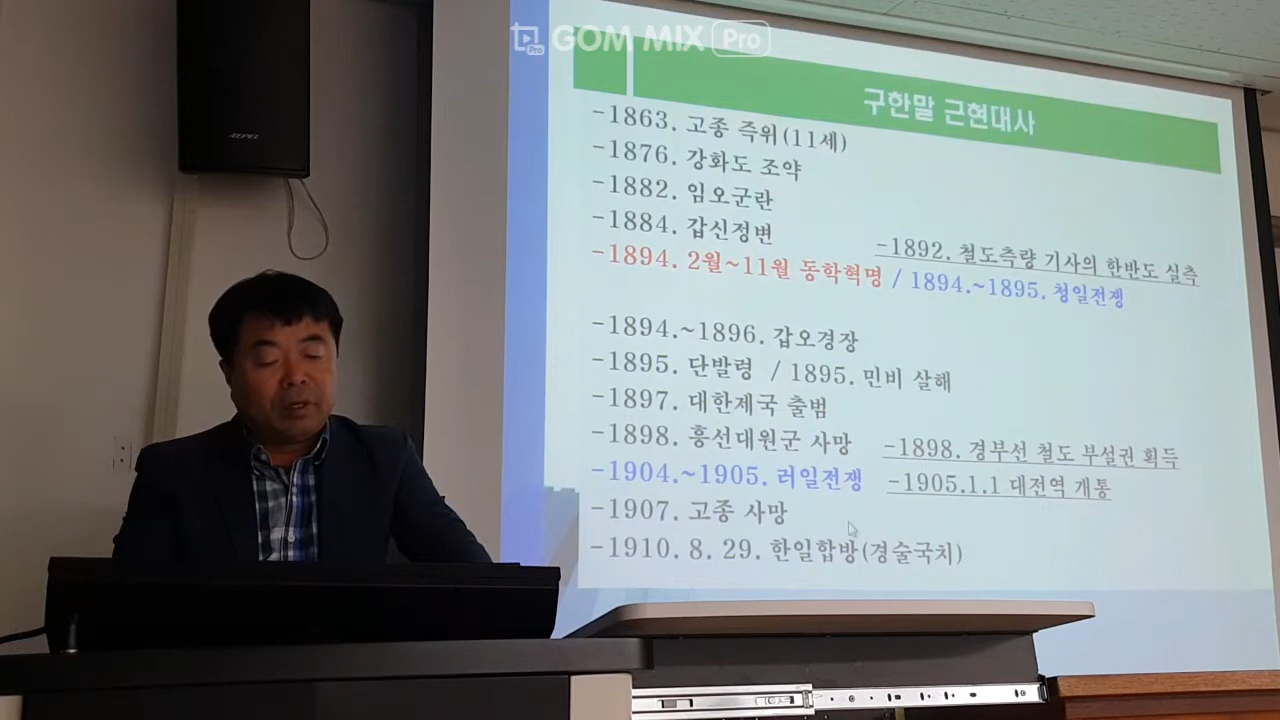 GOM MIX Pro
구한말 근현대사
-1863. 고종 즉위(11세)
-1876. 강화도 조약
-1882. 임오군란
-1884. 갑신정변
-1892. 철도측량 기사의 한반도 실측
-1894. 2월~11월 동학혁명 / 1894.~1895. 청일전쟁
-1894.~1896. 갑오경장
-1895. 단발령 / 1895. 민비 살해
-1897. 대한제국 출범
-1898. 흥선대원군 사망 -1898. 경부선 철도 부설권 획득
-1904.~1905. 러일전쟁 -1905.1.1 대전역 개통
-1907. 고종 사망
-1910. 8. 29. 한일합방(경술국치)